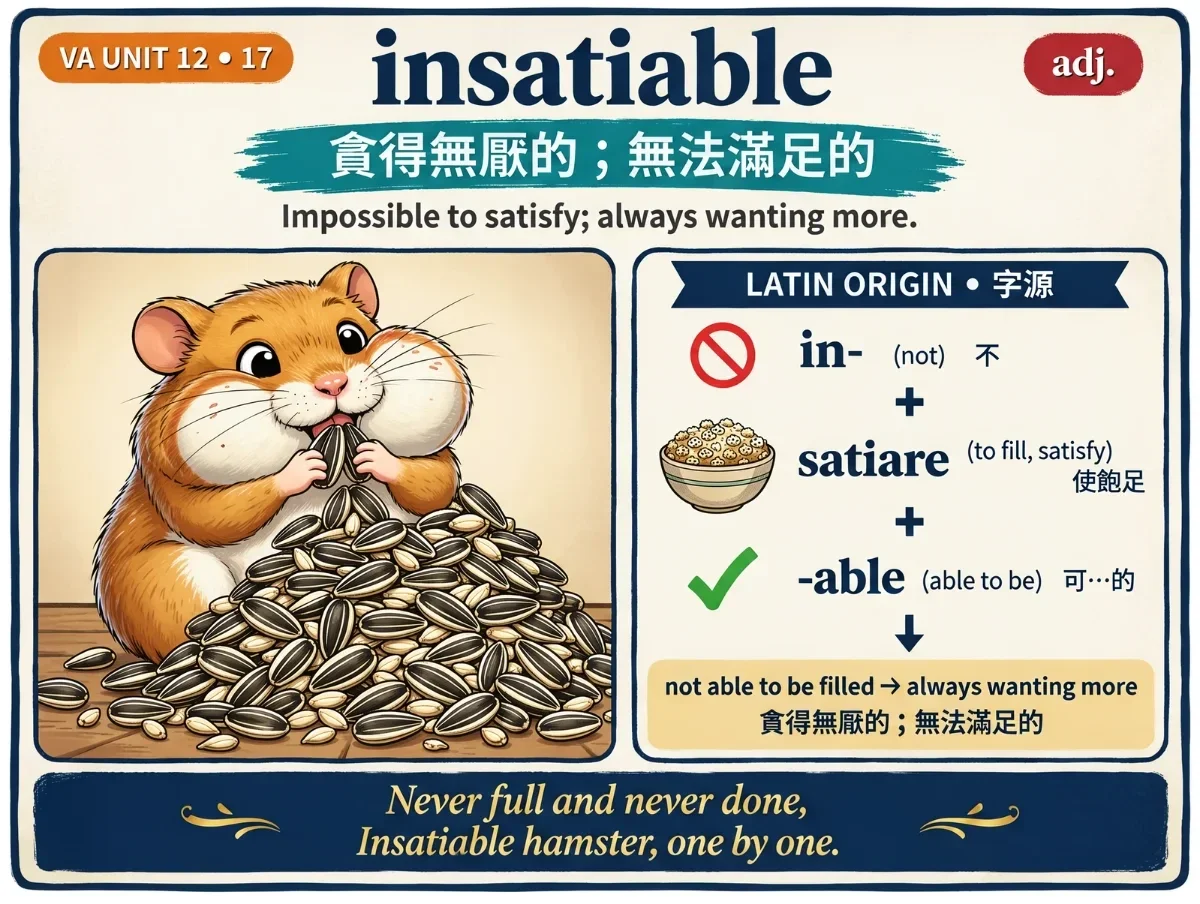 VA UNIT 12 • 17
insatiable
adj.
貪得無厭的；無法滿足的
Impossible to satisfy; always wanting more.
LATIN ORIGIN • 字源
in- (not) 不
+
satiare (to fill, satisfy)
使飽足
+
-able (able to be) 可…的
not able to be filled → always wanting more
貪得無厭的；無法滿足的
Never full and never done,
Insatiable hamster, one by one.